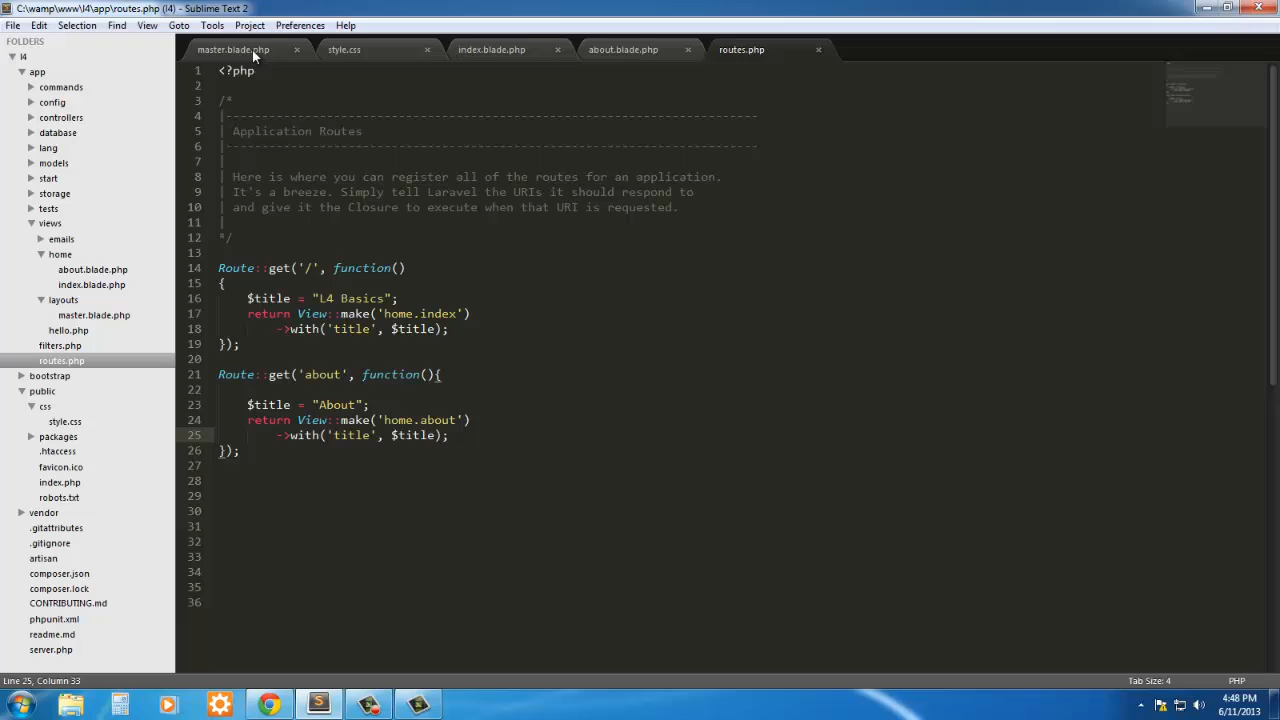 C:\wamp\www\l4\app\routes.php (l4) - Sublime Text 2
File Edit Selection Find View Goto Tools Project Preferences Help
FOLDERS
l4
app
commands
config
controllers
database
lang
models
start
storage
tests
views
emails
home
about.blade.php
index.blade.php
layouts
master.blade.php
hello.php
filters.php
routes.php
bootstrap
public
css
style.css
packages
.htaccess
favicon.ico
index.php
robots.txt
vendor
.gitattributes
.gitignore
artisan
composer.json
composer.lock
CONTRIBUTING.md
phpunit.xml
readme.md
server.php
master.blade.php × style.css × index.blade.php × about.blade.php × routes.php ×
1 <?php
2
3 /*
4 |--------------------------------------------------------------------------
5 | Application Routes
6 |--------------------------------------------------------------------------
7 |
8 | Here is where you can register all of the routes for an application.
9 | It's a breeze. Simply tell Laravel the URIs it should respond to
10 | and give it the Closure to execute when that URI is requested.
11 |
12 */
13
14 Route::get('/', function()
15 {
16 $title = "L4 Basics";
17 return View::make('home.index')
18 ->with('title', $title);
19 });
20
21 Route::get('about', function(){
22
23 $title = "About";
24 return View::make('home.about')
25 ->with('title', $title);
26 });
27
28
29
30
31
32
33
34
35
36
Line 25, Column 33 Tab Size: 4 PHP
4:48 PM
6/11/2013